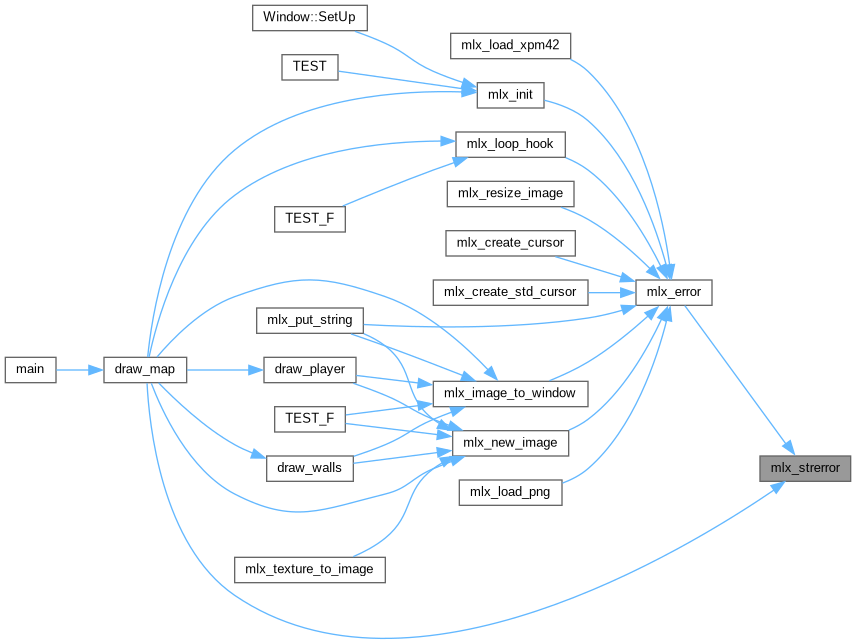 Window::SetUp
mlx_load_xpm42
TEST
mlx_init
mlx_loop_hook
mlx_resize_image
TEST_F
mlx_create_cursor
mlx_create_std_cursor
mlx_error
mlx_put_string
main
draw_map
draw_player
mlx_image_to_window
TEST_F
mlx_new_image
draw_walls
mlx_strerror
mlx_load_png
mlx_texture_to_image